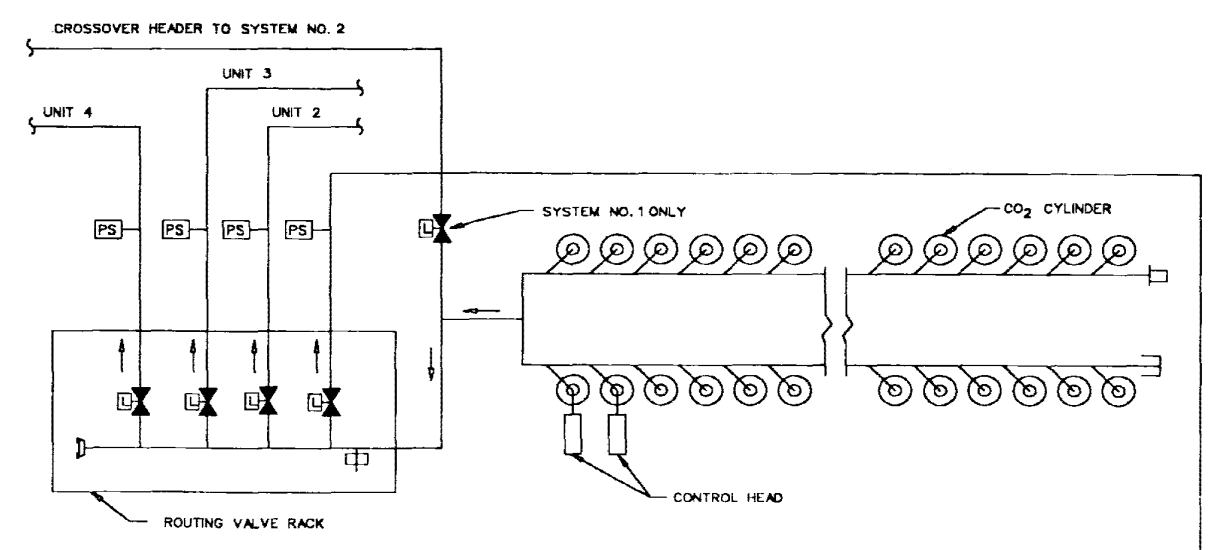 CROSSOVER HEADER TO SYSTEM NO. 2
UNIT 3
UNIT 4
UNIT 2
SYSTEM NO. 1 ONLY
CO₂ CYLINDER
PS
PS
PS
PS
L
L
L
L
L
CONTROL HEAD
ROUTING VALVE RACK